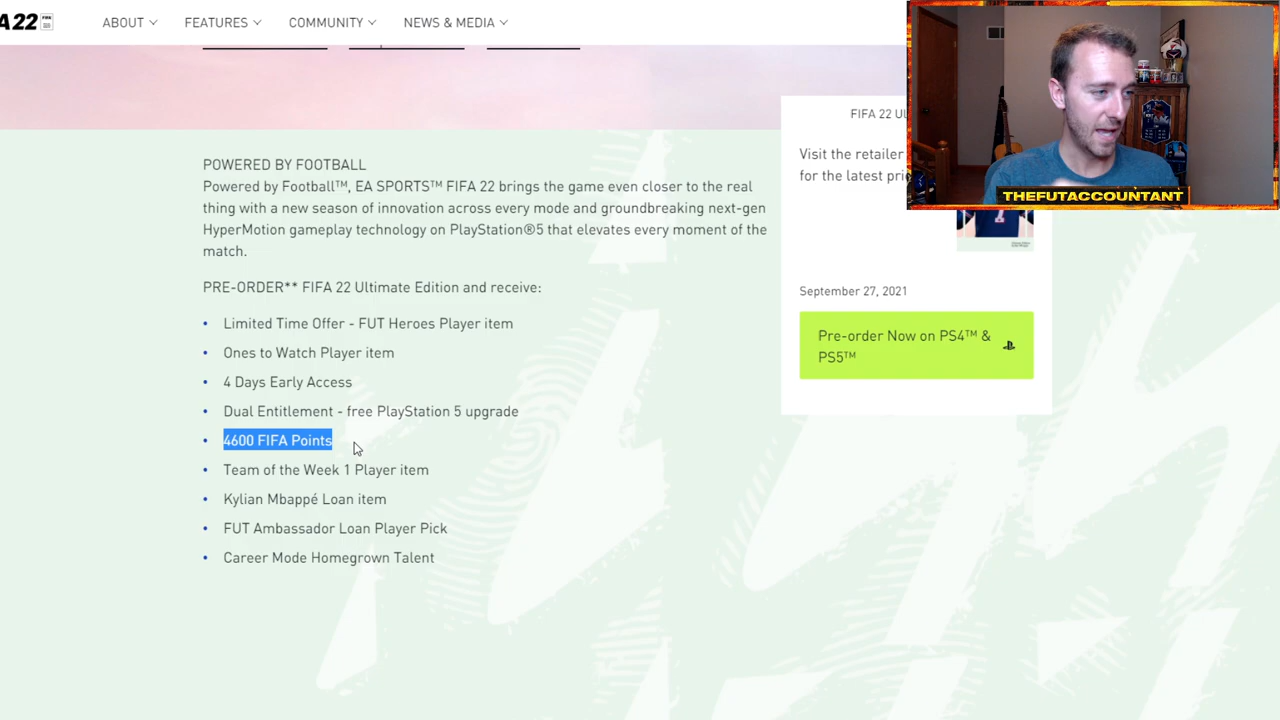 A 22
ABOUT FEATURES COMMUNITY NEWS & MEDIA
POWERED BY FOOTBALL
Powered by Football™, EA SPORTS™ FIFA 22 brings the game even closer to the real
thing with a new season of innovation across every mode and groundbreaking next-gen
HyperMotion gameplay technology on PlayStation®5 that elevates every moment of the
match.
PRE-ORDER** FIFA 22 Ultimate Edition and receive:
• Limited Time Offer - FUT Heroes Player item
• Ones to Watch Player item
• 4 Days Early Access
• Dual Entitlement - free PlayStation 5 upgrade
• 4600 FIFA Points
• Team of the Week 1 Player item
• Kylian Mbappé Loan item
• FUT Ambassador Loan Player Pick
• Career Mode Homegrown Talent
FIFA 22
Visit the retailer
for the latest
September 27, 2021
Pre-order Now on PS4™ &
PS5™
THEFUTACCOUNTANT